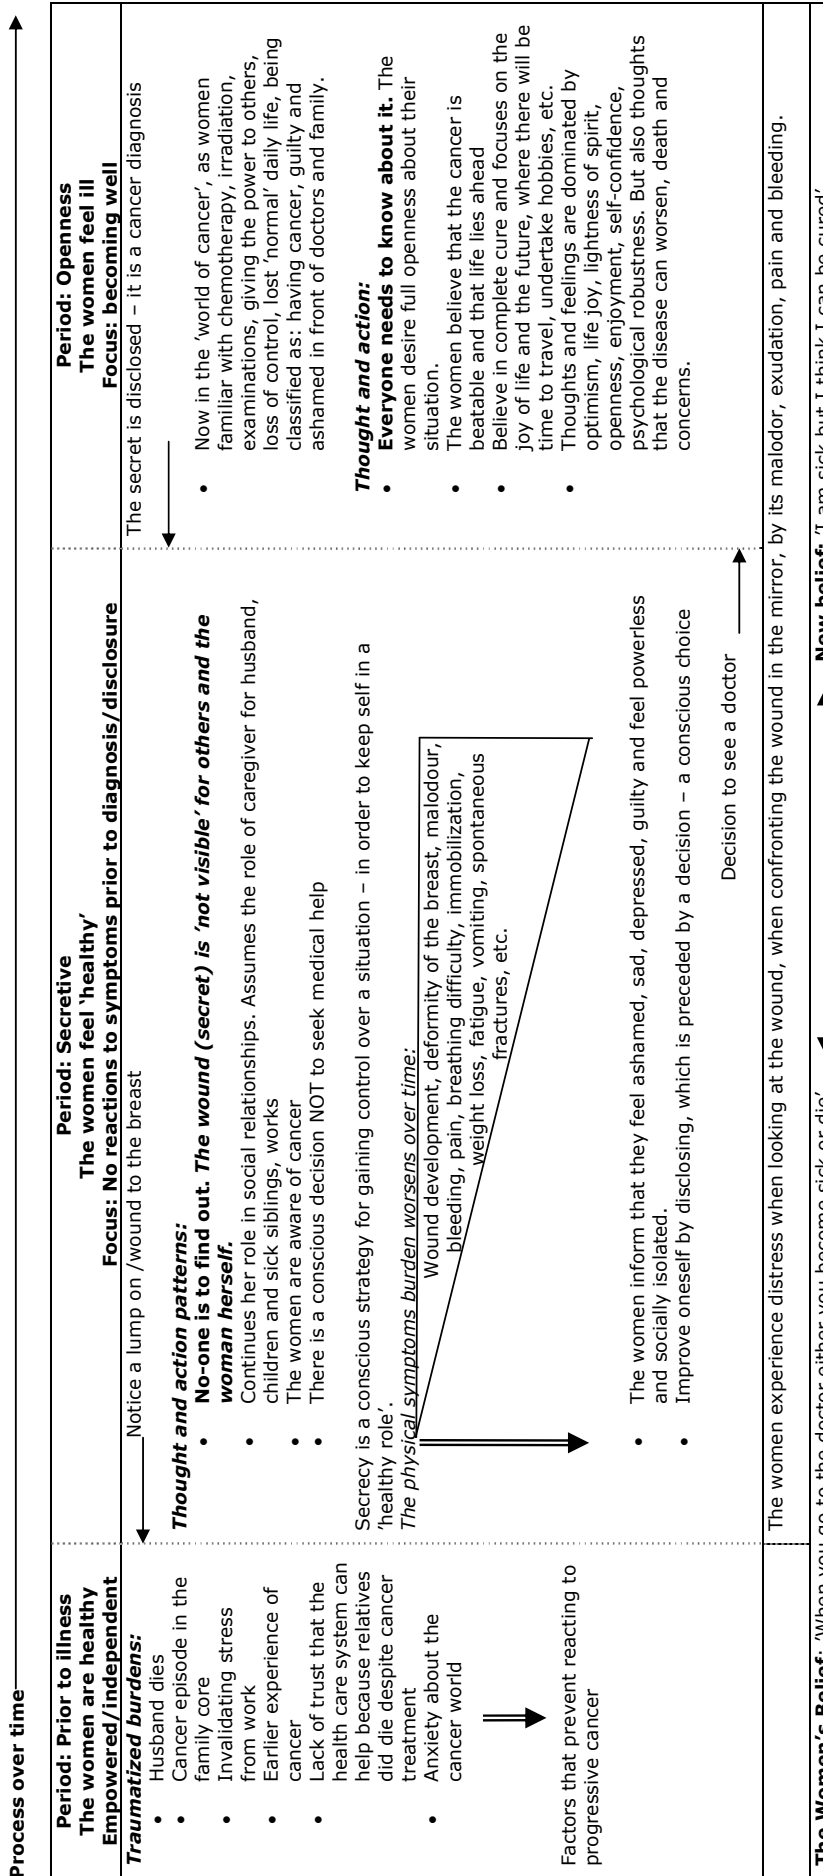 Process over time
Period: Prior to illness
The women are healthy
Empowered/independent
Traumatized burdens:
• Husband dies
• Cancer episode in the
family core
• Invalidating stress
from work
• Earlier experience of
cancer
• Lack of trust that the
health care system can
help because relatives
did die despite cancer
treatment
• Anxiety about the
cancer world
Factors that prevent reacting to
progressive cancer
Period: Secretive
The women feel 'healthy'
Focus: No reactions to symptoms prior to diagnosis/disclosure
Notice a lump on /wound to the breast
Thought and action patterns:
• No-one is to find out. The wound (secret) is 'not visible' for others and the
woman herself.
• Continues her role in social relationships. Assumes the role of caregiver for husband,
children and sick siblings, works
• The women are aware of cancer
• There is a conscious decision NOT to seek medical help
Secrecy is a conscious strategy for gaining control over a situation – in order to keep self in a
'healthy role'.
The physical symptoms burden worsens over time:
Wound development, deformity of the breast, malodour,
bleeding, pain, breathing difficulty, immobilization,
weight loss, fatigue, vomiting, spontaneous
fractures, etc.
• The women inform that they feel ashamed, sad, depressed, guilty and feel powerless
and socially isolated.
• Improve oneself by disclosing, which is preceded by a decision – a conscious choice
Decision to see a doctor
Period: Openness
The women feel ill
Focus: becoming well
The secret is disclosed – it is a cancer diagnosis
• Now in the 'world of cancer', as women
familiar with chemotherapy, irradiation,
examinations, giving the power to others,
loss of control, lost 'normal' daily life, being
classified as: having cancer, guilty and
ashamed in front of doctors and family.
Thought and action:
• Everyone needs to know about it. The
women desire full openness about their
situation.
• The women believe that the cancer is
beatable and that life lies ahead
• Believe in complete cure and focuses on the
joy of life and the future, where there will be
time to travel, undertake hobbies, etc.
• Thoughts and feelings are dominated by
optimism, life joy, lightness of spirit,
openness, enjoyment, self-confidence,
psychological robustness. But also thoughts
that the disease can worsen, death and
concerns.
The women experience distress when looking at the wound, when confronting the wound in the mirror, by its malodor, exudation, pain and bleeding.
The Women's Belief: 'When you go to the doctor either you become sick or die'
Now belief: 'I am sick but I think I can be cured'